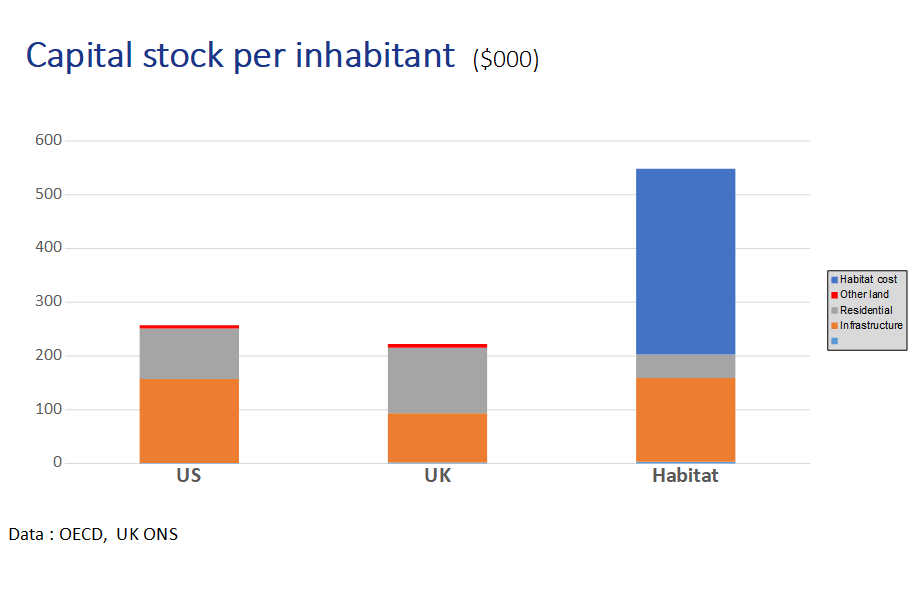 Capital stock per inhabitant ($000)
600
500
400
300
200
100
0
US UK Habitat
Habitat cost
Other land
Residential
Infrastructure
Data : OECD, UK ONS